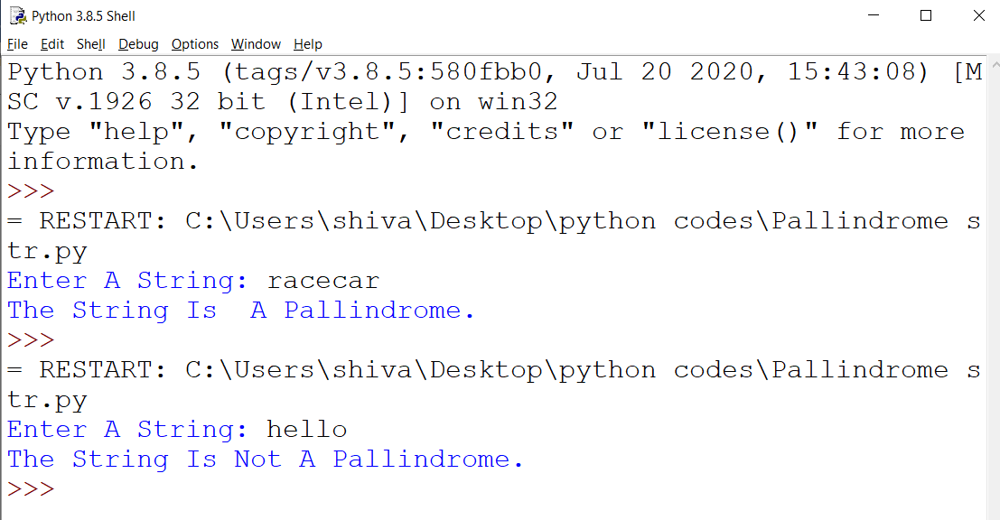 Python 3.8.5 Shell
File Edit Shell Debug Options Window Help
Python 3.8.5 (tags/v3.8.5:580fbb0, Jul 20 2020, 15:43:08) [M
SC v.1926 32 bit (Intel)] on win32
Type "help", "copyright", "credits" or "license()" for more
information.
>>>
= RESTART: C:\Users\shiva\Desktop\python codes\Pallindrome s
tr.py
Enter A String: racecar
The String Is  A Pallindrome.
>>>
= RESTART: C:\Users\shiva\Desktop\python codes\Pallindrome s
tr.py
Enter A String: hello
The String Is Not A Pallindrome.
>>>